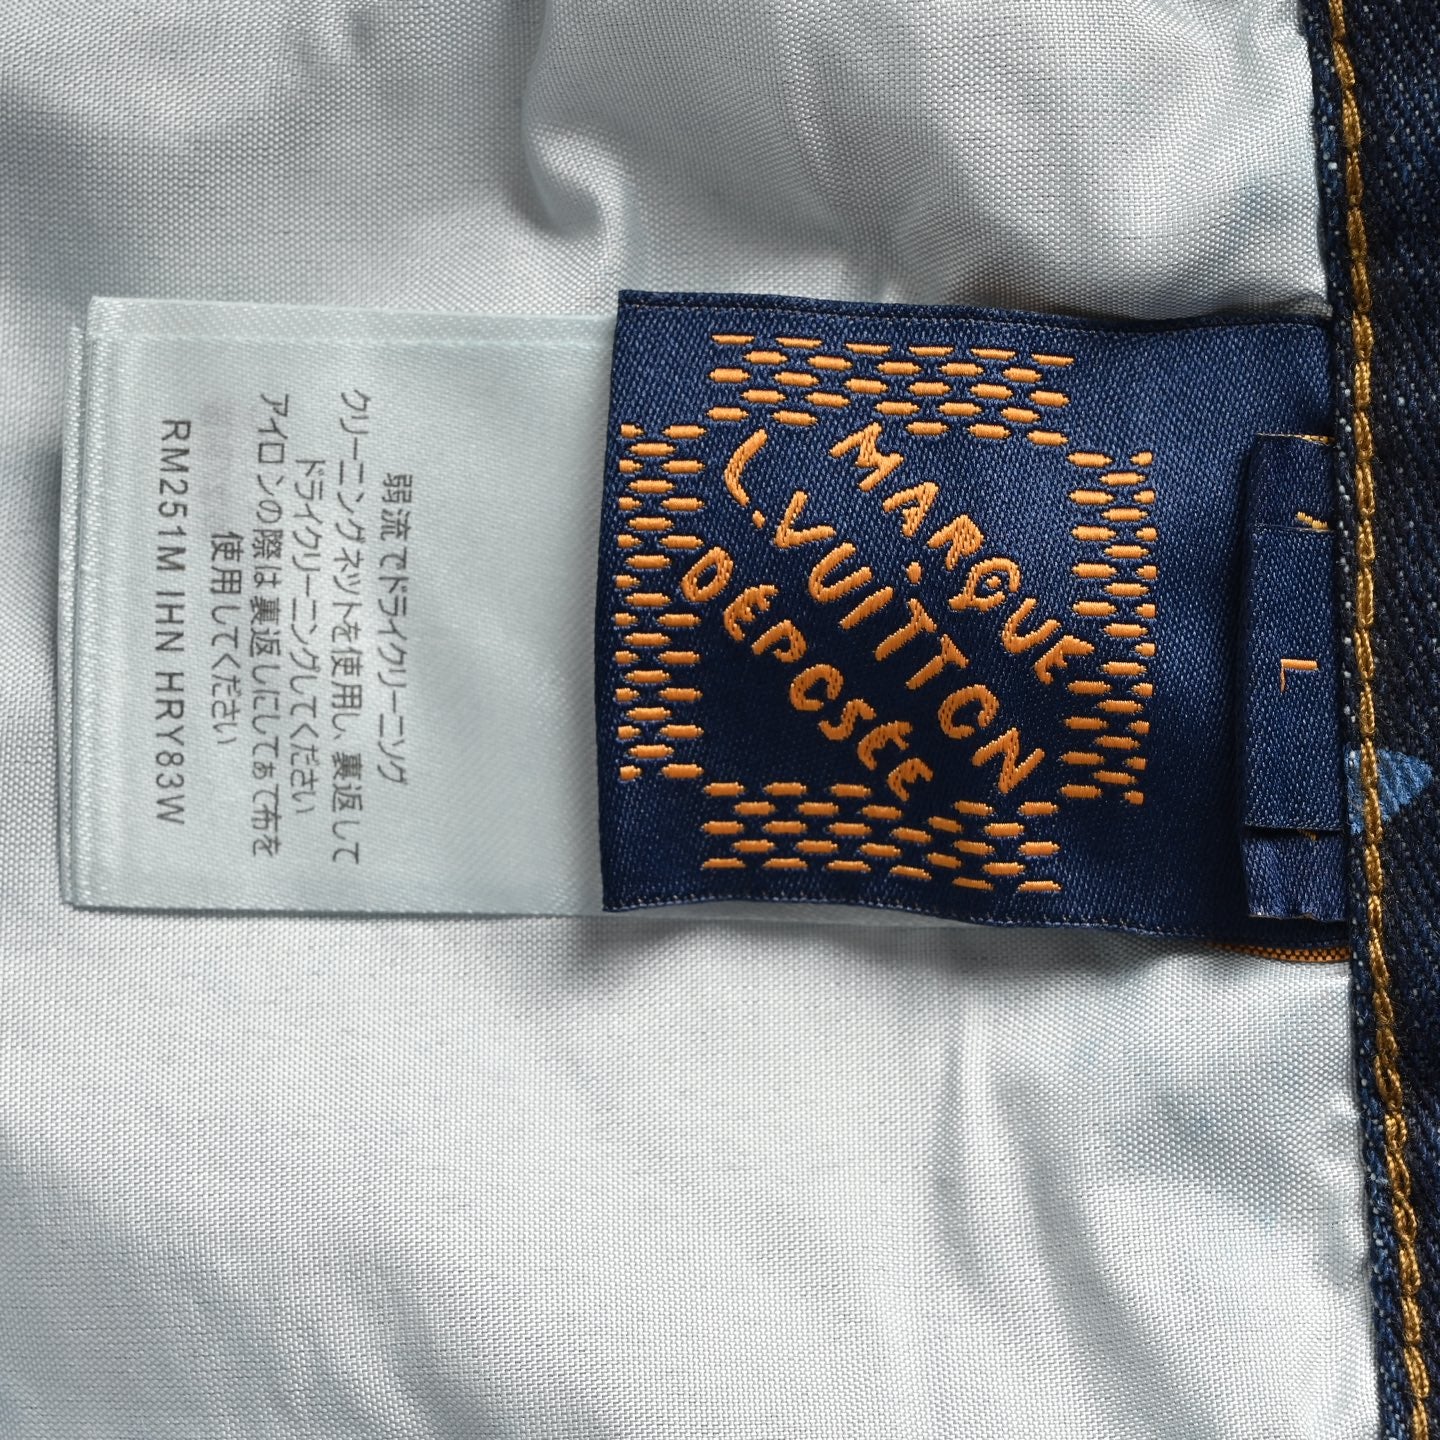 弱流でドライクリーニング
クリーニングネットを使用し、裏返して
ドライクリーニングしてください
アイロンの際は裏返しにしてあて布を
使用してください
RM251M IHN HRY83W
MARQUE
L.VUITTON
DEPOSEE
L